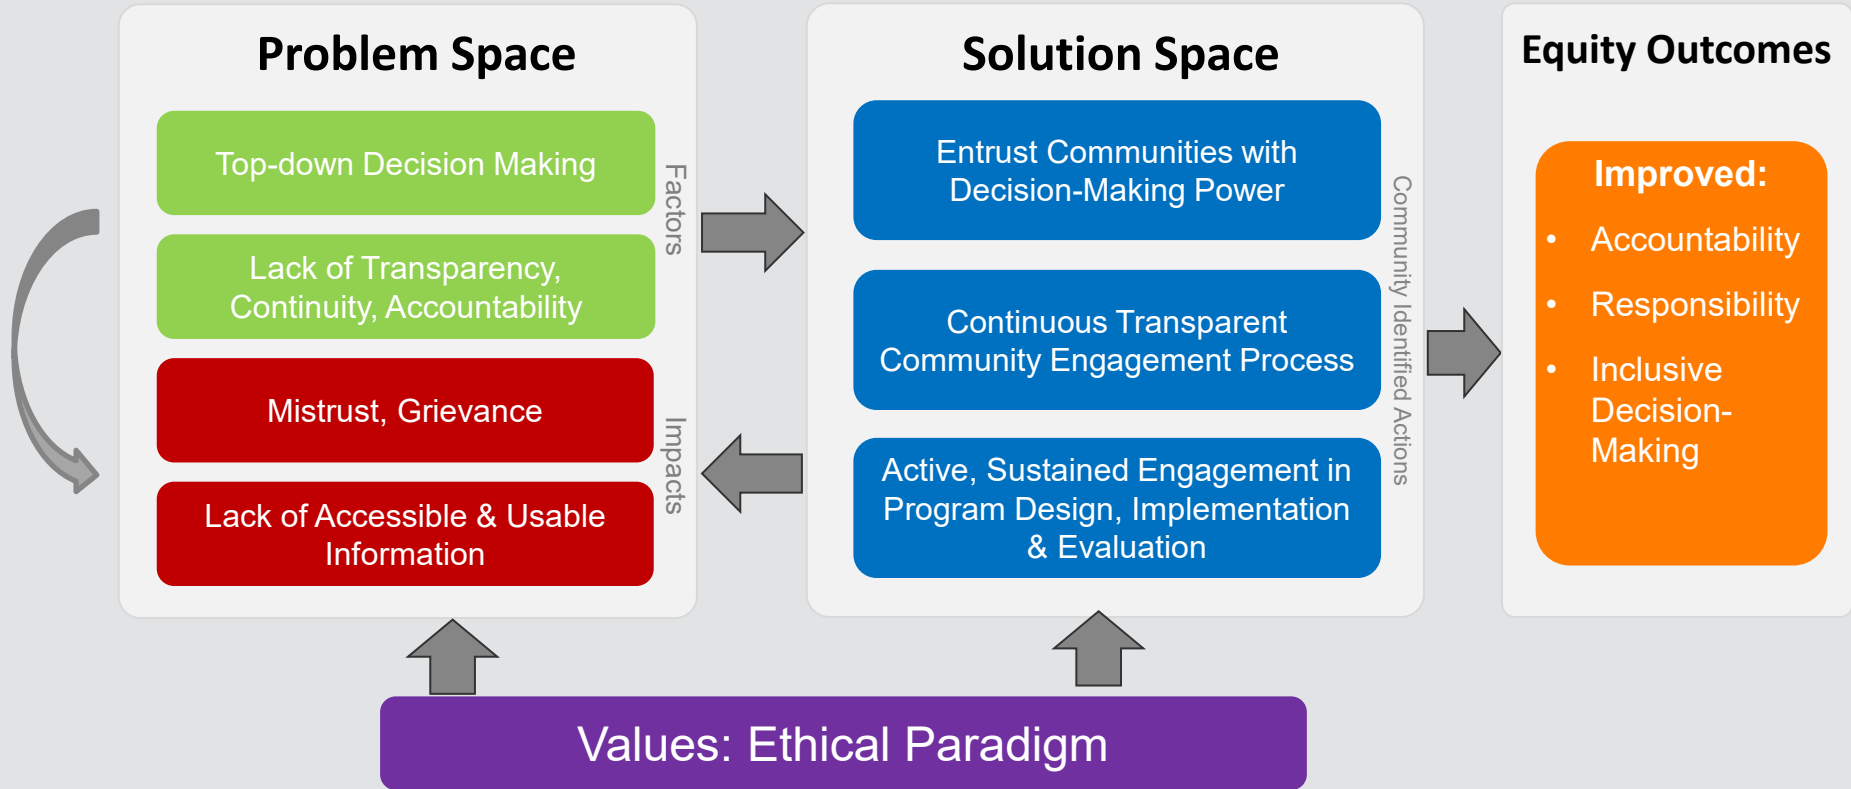 Problem Space
Top-down Decision Making
Lack of Transparency,
Continuity, Accountability
Factors
Mistrust, Grievance
Lack of Accessible & Usable
Information
Impacts
Solution Space
Entrust Communities with
Decision-Making Power
Continuous Transparent
Community Engagement Process
Active, Sustained Engagement in
Program Design, Implementation
& Evaluation
Community Identified Actions
Equity Outcomes
Improved:
• Accountability
• Responsibility
• Inclusive
Decision-
Making
Values: Ethical Paradigm